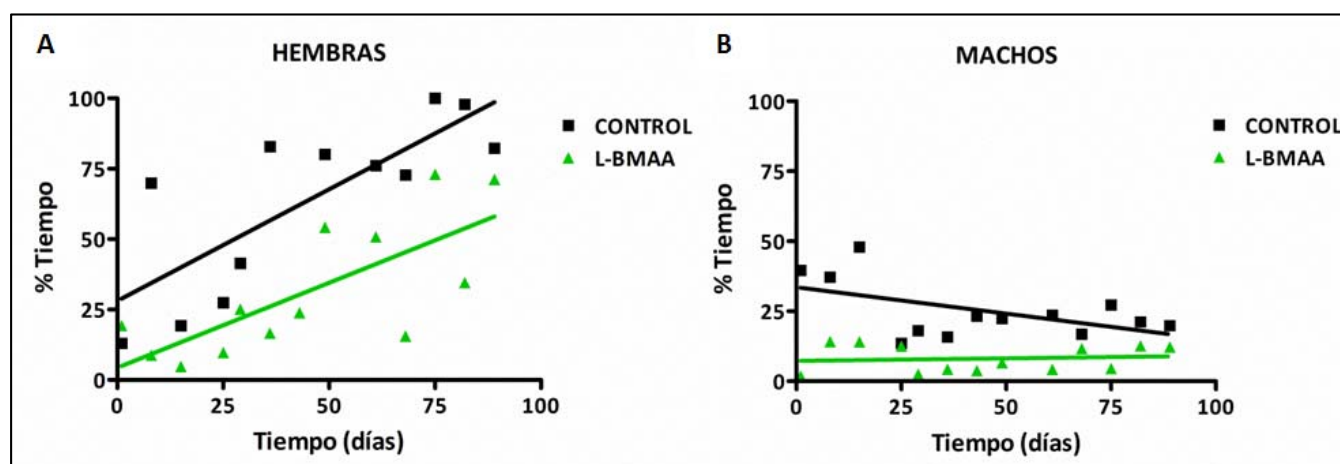 A
HEMBRAS
100
75
50
25
0
% Tiempo
0 25 50 75 100
Tiempo (días)
CONTROL
L-BMAA
B
MACHOS
100
75
50
25
0
% Tiempo
0 25 50 75 100
Tiempo (días)
CONTROL
L-BMAA